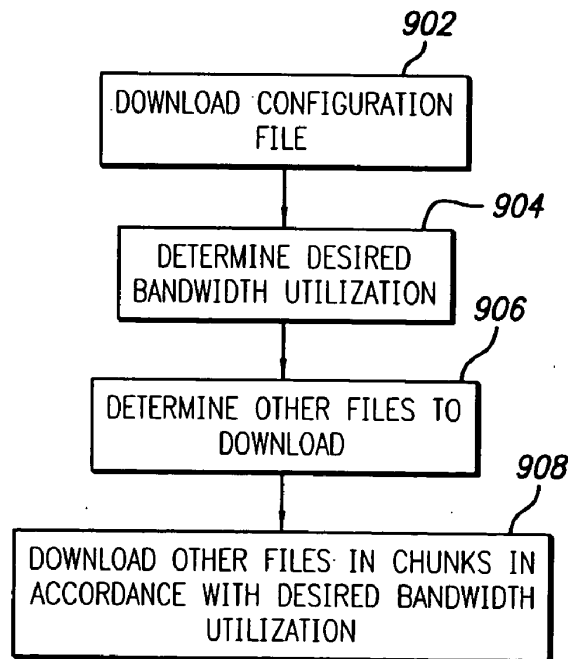 902
DOWNLOAD CONFIGURATION
FILE
904
DETERMINE DESIRED
BANDWIDTH UTILIZATION
906
DETERMINE OTHER FILES TO
DOWNLOAD
908
DOWNLOAD OTHER FILES IN CHUNKS IN
ACCORDANCE WITH DESIRED BANDWIDTH
UTILIZATION